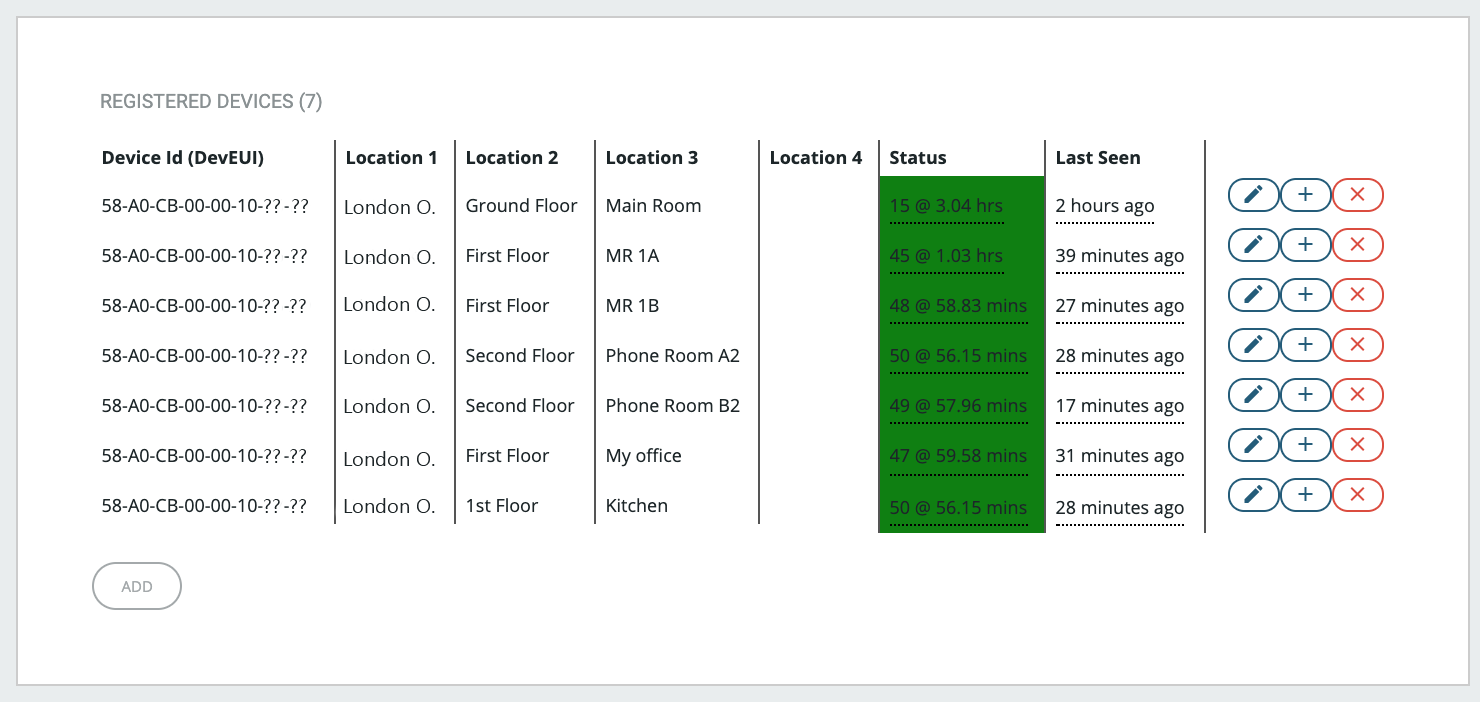 REGISTERED DEVICES (7)
Device Id (DevEUI) Location 1 Location 2 Location 3 Location 4 Status Last Seen
58-A0-CB-00-00-10-??-?? London O. Ground Floor Main Room 15 @ 3.04 hrs 2 hours ago
58-A0-CB-00-00-10-??-?? London O. First Floor MR 1A 45 @ 1.03 hrs 39 minutes ago
58-A0-CB-00-00-10-??-?? London O. First Floor MR 1B 48 @ 58.83 mins 27 minutes ago
58-A0-CB-00-00-10-??-?? London O. Second Floor Phone Room A2 50 @ 56.15 mins 28 minutes ago
58-A0-CB-00-00-10-??-?? London O. Second Floor Phone Room B2 49 @ 57.96 mins 17 minutes ago
58-A0-CB-00-00-10-??-?? London O. First Floor My office 47 @ 59.58 mins 31 minutes ago
58-A0-CB-00-00-10-??-?? London O. 1st Floor Kitchen 50 @ 56.15 mins 28 minutes ago
ADD